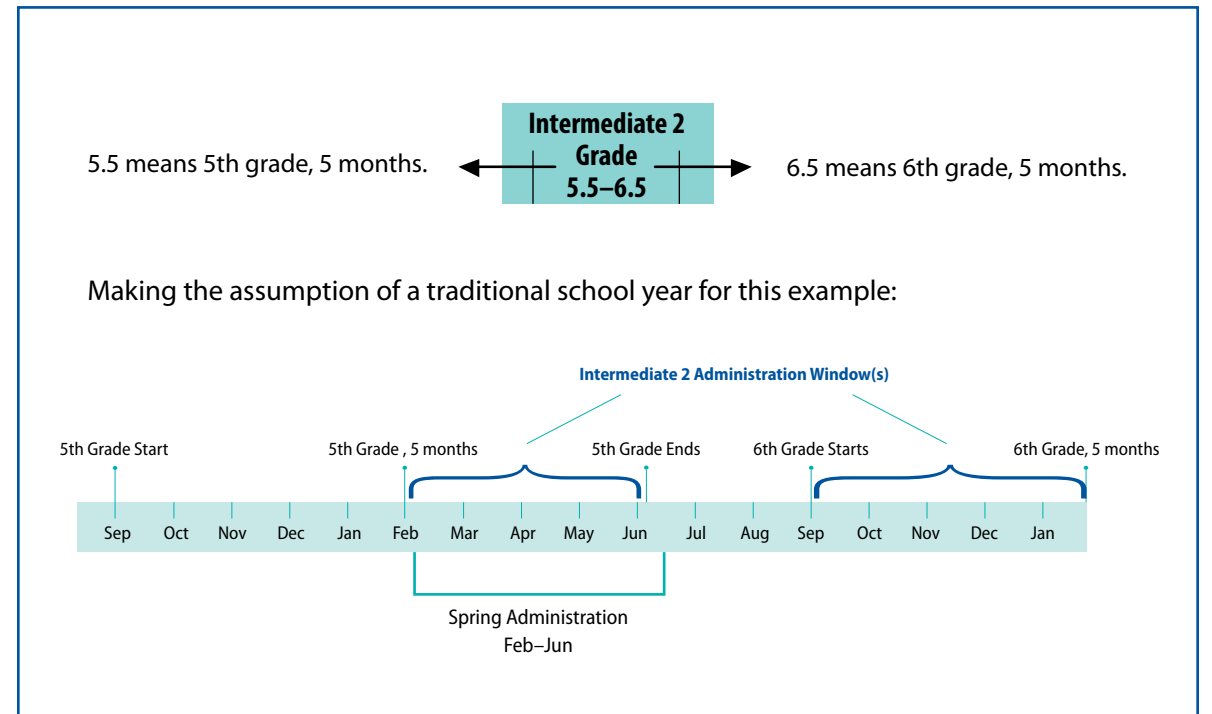 Intermediate 2
Grade
5.5–6.5
5.5 means 5th grade, 5 months.
6.5 means 6th grade, 5 months.
Making the assumption of a traditional school year for this example:
Intermediate 2 Administration Window(s)
5th Grade Start
5th Grade , 5 months
5th Grade Ends
6th Grade Starts
6th Grade, 5 months
Sep Oct Nov Dec Jan Feb Mar Apr May Jun Jul Aug Sep Oct Nov Dec Jan
Spring Administration
Feb–Jun